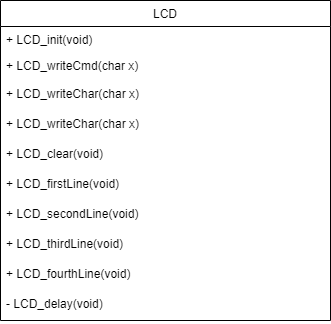 LCD
+ LCD_init(void)
+ LCD_writeCmd(char x)
+ LCD_writeChar(char x)
+ LCD_writeChar(char x)
+ LCD_clear(void)
+ LCD_firstLine(void)
+ LCD_secondLine(void)
+ LCD_thirdLine(void)
+ LCD_fourthLine(void)
- LCD_delay(void)